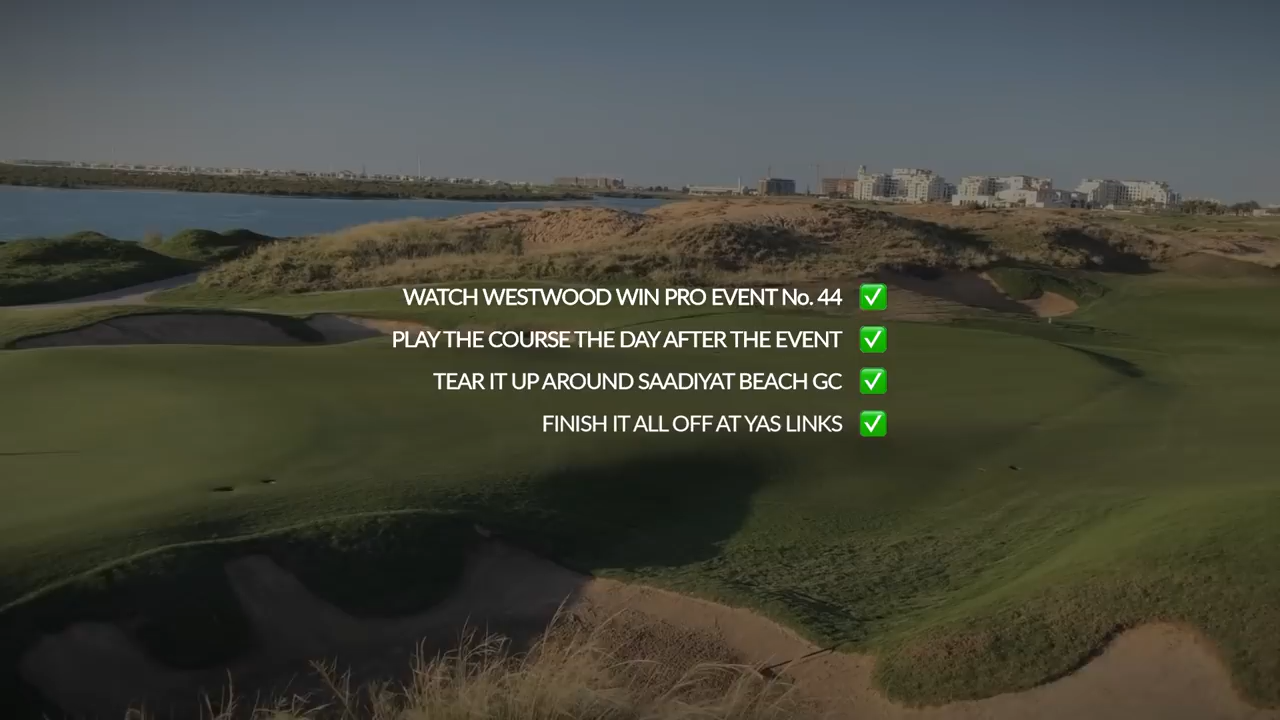 WATCH WESTWOOD WIN PRO EVENT No. 44 ✅
PLAY THE COURSE THE DAY AFTER THE EVENT ✅
TEAR IT UP AROUND SAADIYAT BEACH GC ✅
FINISH IT ALL OFF AT YAS LINKS ✅